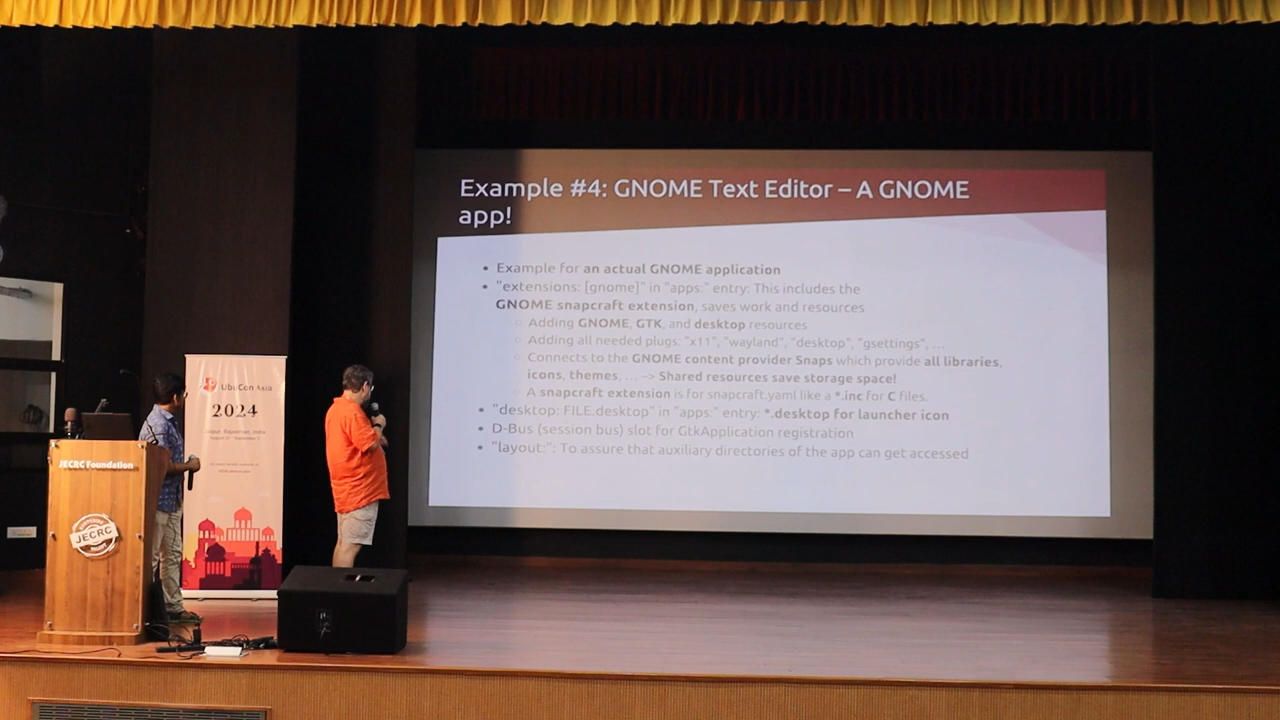 Example #4: GNOME Text Editor – A GNOME
app!
• Example for an actual GNOME application
• "extensions: [gnome]" in "apps:" entry: This includes the
GNOME snapcraft extension, saves work and resources
○ Adding GNOME, GTK, and desktop resources
○ Adding all needed plugs: "x11", "wayland", "desktop", "gsettings", …
○ Connects to the GNOME content provider Snaps which provide all libraries,
icons, themes, … –> Shared resources save storage space!
○ A snapcraft extension is for snapcraft.yaml like a *.inc for C files.
• "desktop: FILE.desktop" in "apps:" entry: *.desktop for launcher icon
• D-Bus (session bus) slot for GtkApplication registration
• "layout:": To assure that auxiliary directories of the app can get accessed
UbuCon Asia
2024
Jaipur, Rajasthan, India
JECRC Foundation
JECRC